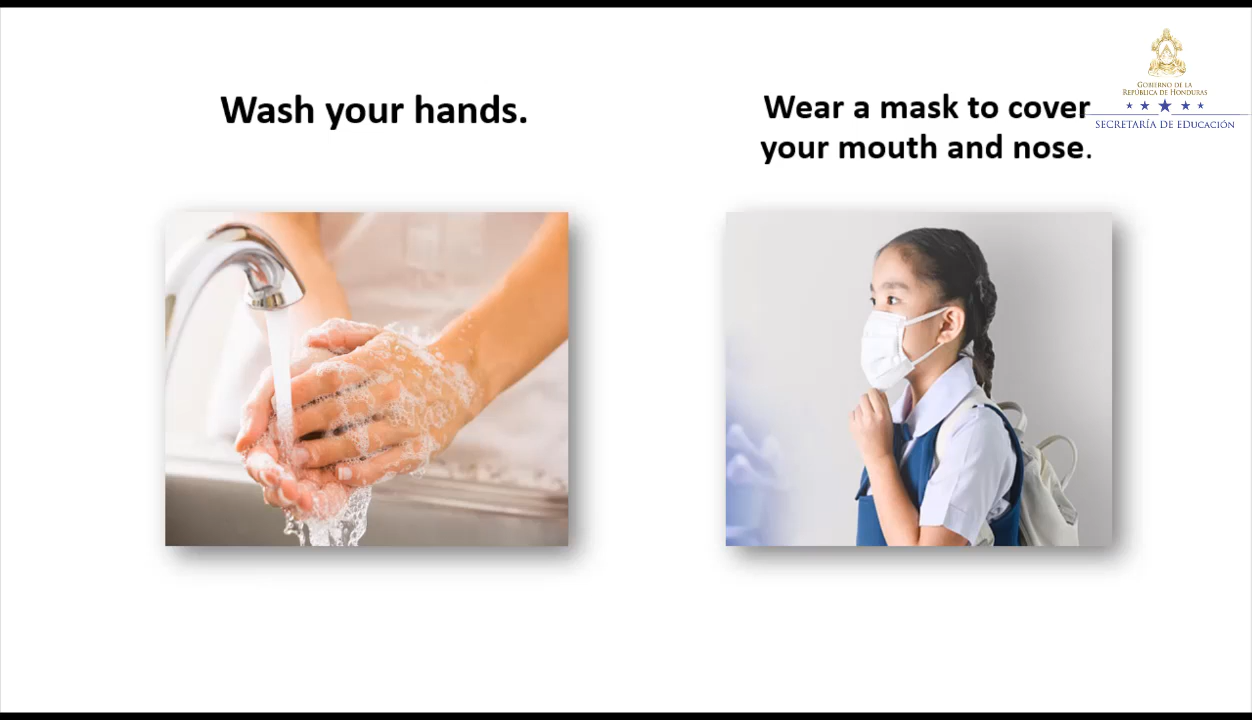 Wash your hands.
Wear a mask to cover
your mouth and nose.
GOBIERNO DE LA
REPÚBLICA DE HONDURAS
SECRETARÍA DE EDUCACIÓN